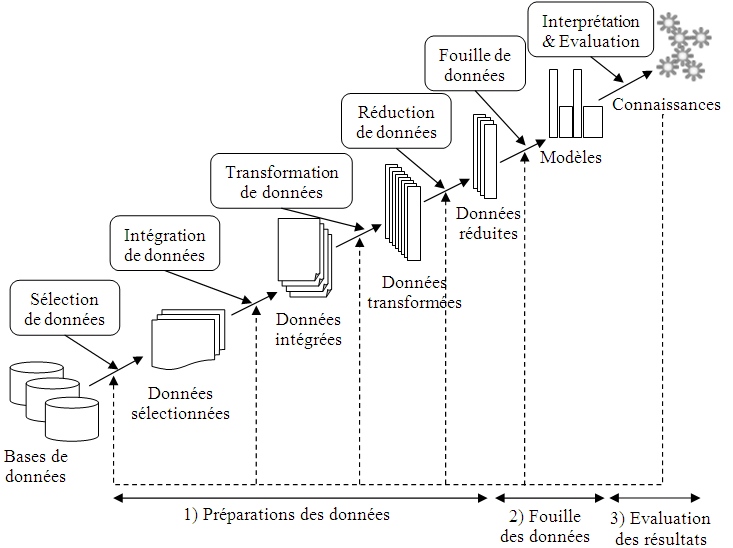 Interprétation
& Evaluation
Connaissances
Fouille de
données
Modèles
Réduction
de données
Données
réduites
Transformation
de données
Données
transformées
Intégration
de données
Données
intégrées
Sélection
de données
Données
sélectionnées
Bases de
données
1) Préparations des données
2) Fouille
des données
3) Evaluation
des résultats